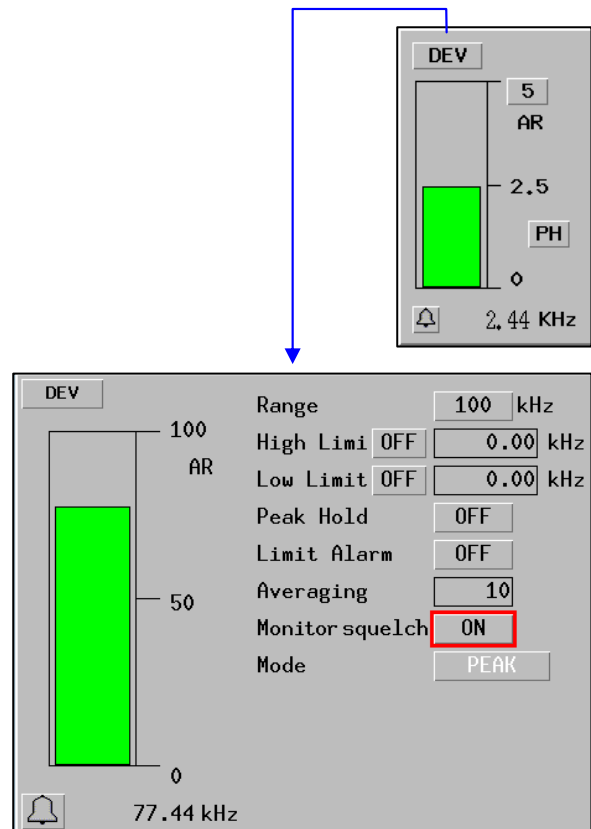 DEV
5
AR
2.5
PH
0
2.44 KHz
DEV
100
AR
50
0
77.44 kHz
Range 100 kHz
High Limi OFF 0.00 kHz
Low Limit OFF 0.00 kHz
Peak Hold OFF
Limit Alarm OFF
Averaging 10
Monitor squelch ON
Mode PEAK